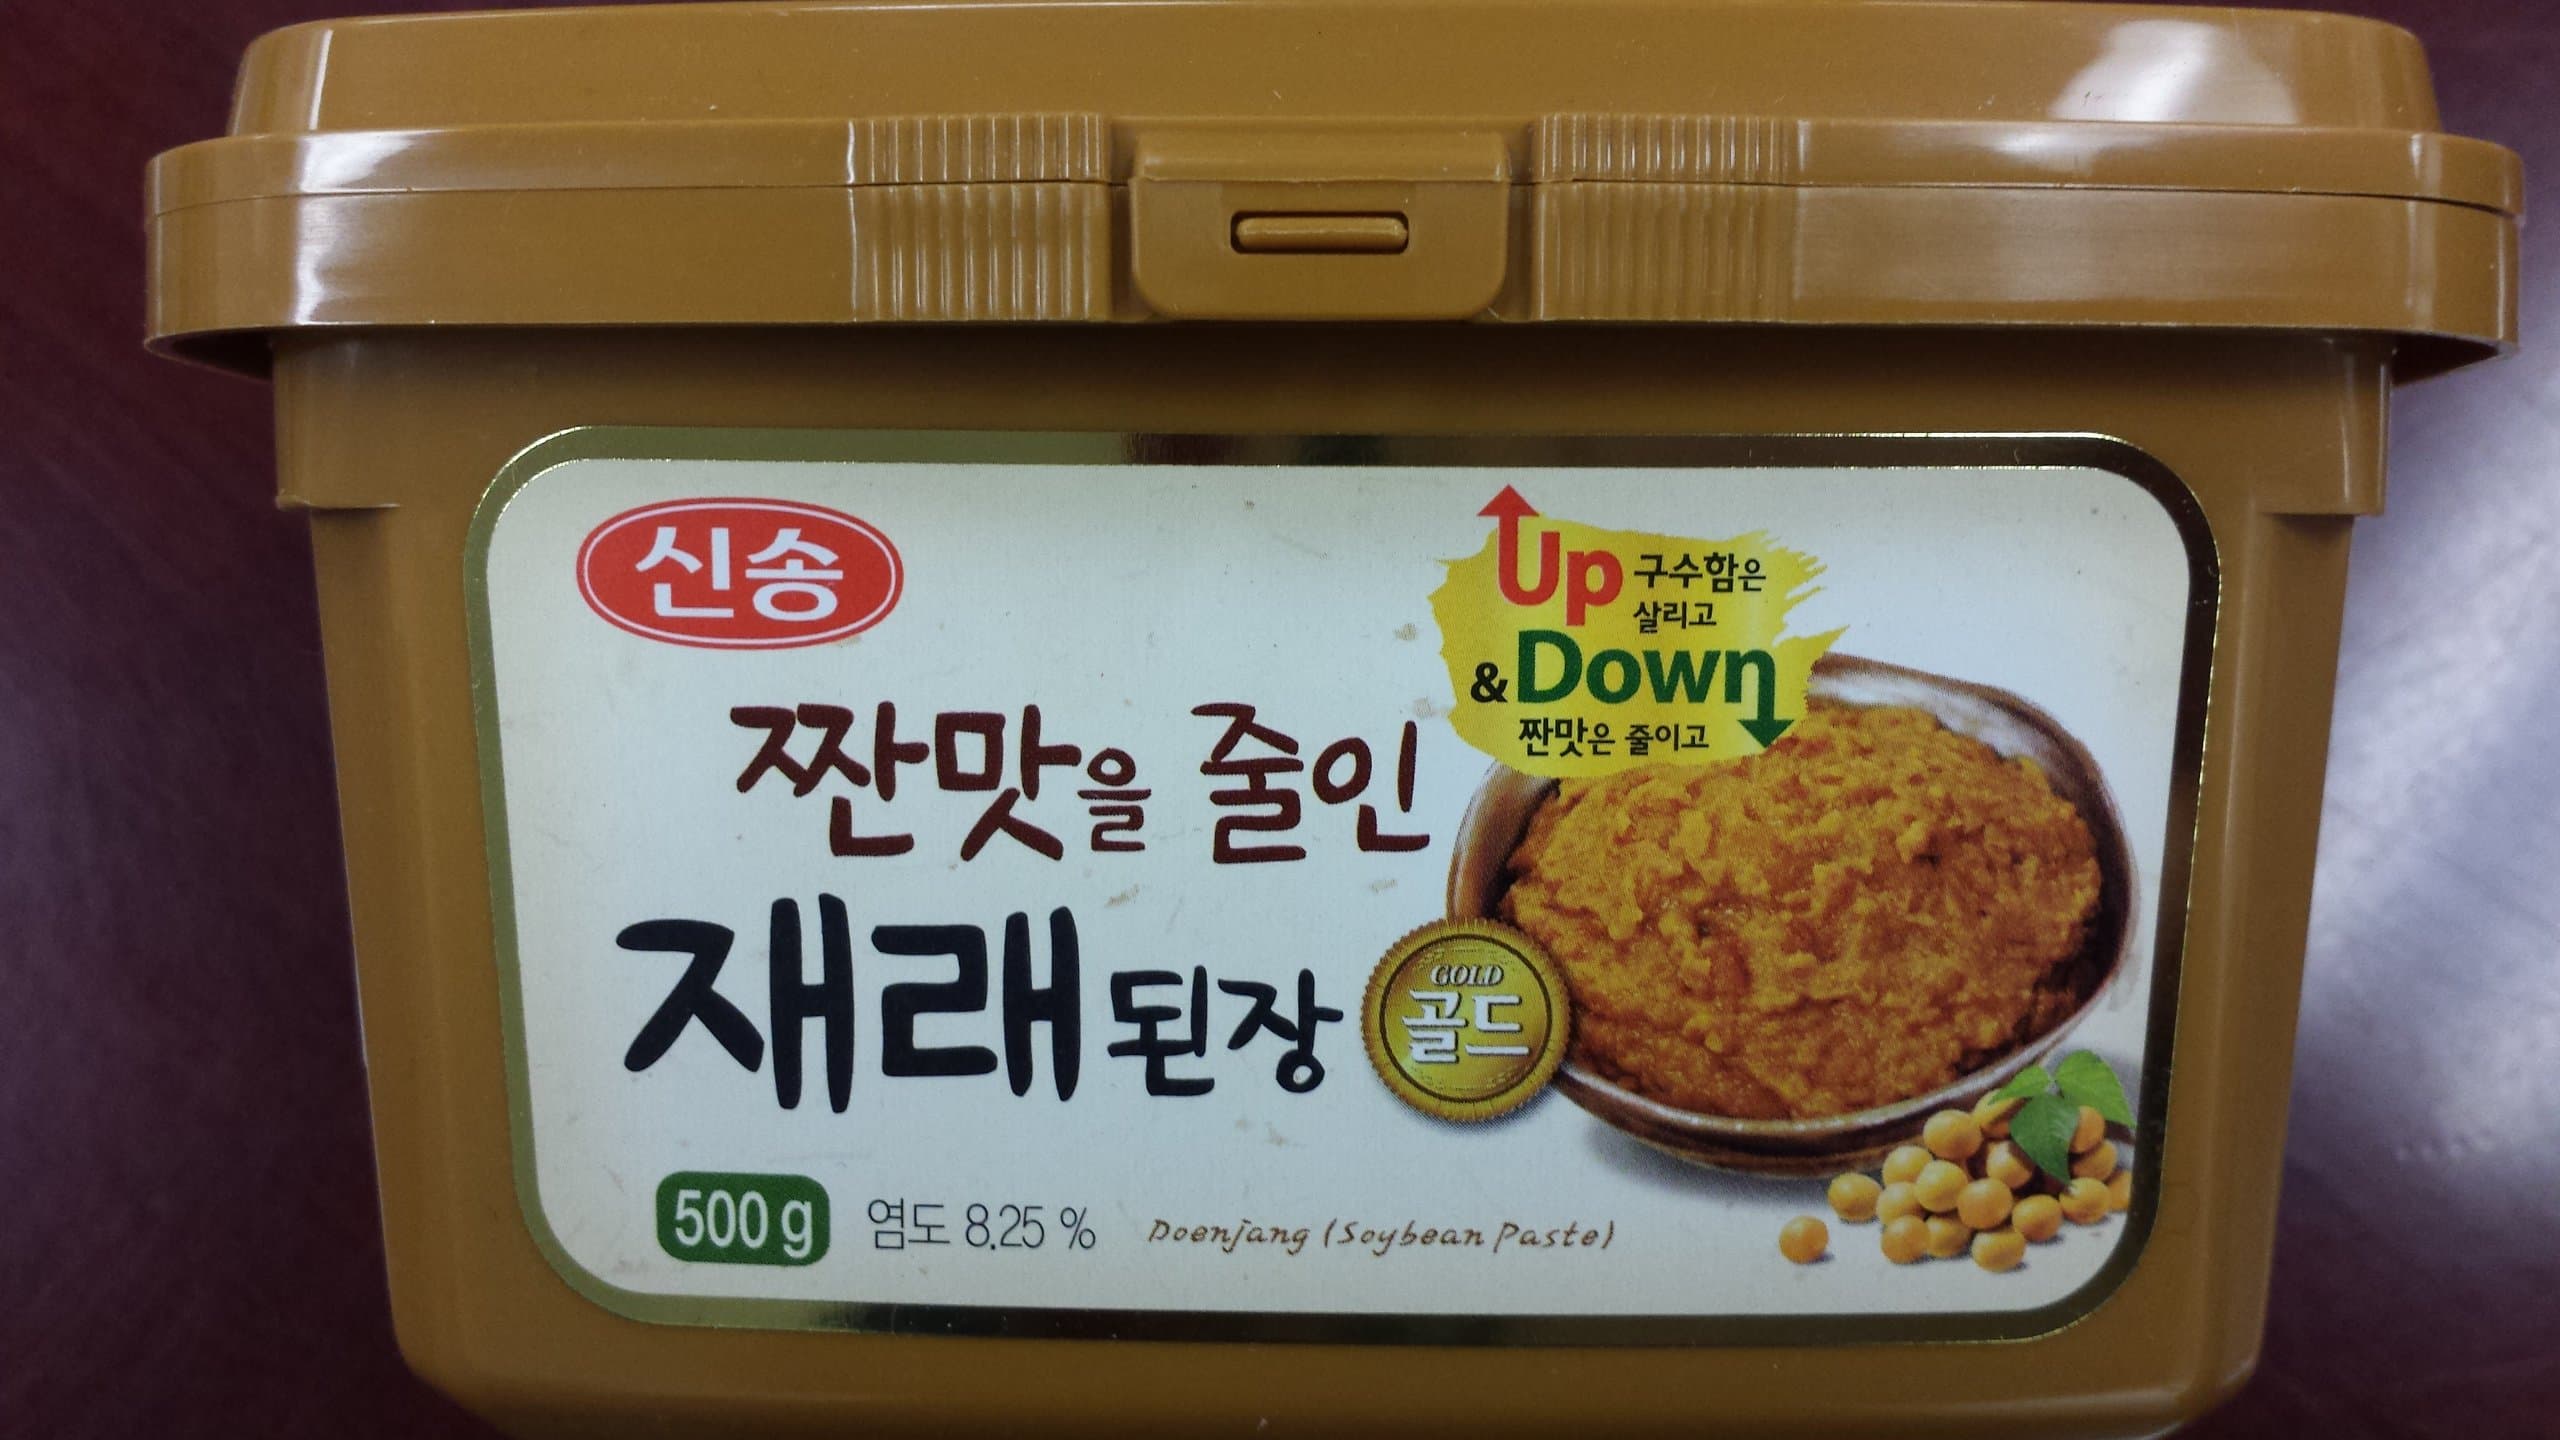 신송
Up 구수함은
살리고
& Down
짠맛은 줄이고
짠맛을 줄인
재래 된장
GOLD
골드
500 g 염도 8.25 % Doenjang (Soybean Paste)